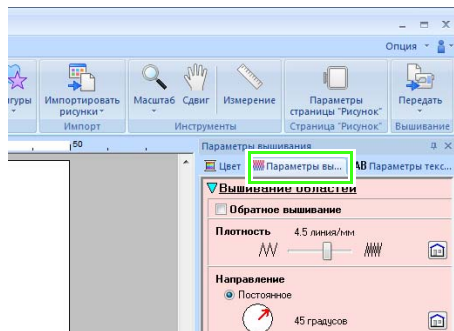 Опция
Импортировать рисунки
Масштаб Сдвиг Измерение
Параметры страницы "Рисунок"
Передать
Импорт Инструменты Страница "Рисунок" Вышивание
50
Параметры вышивания
Цвет Параметры вы... AB Параметры текс...
Вышивание областей
Обратное вышивание
Плотность 4.5 линия/мм
Направление
Постоянное
45 градусов